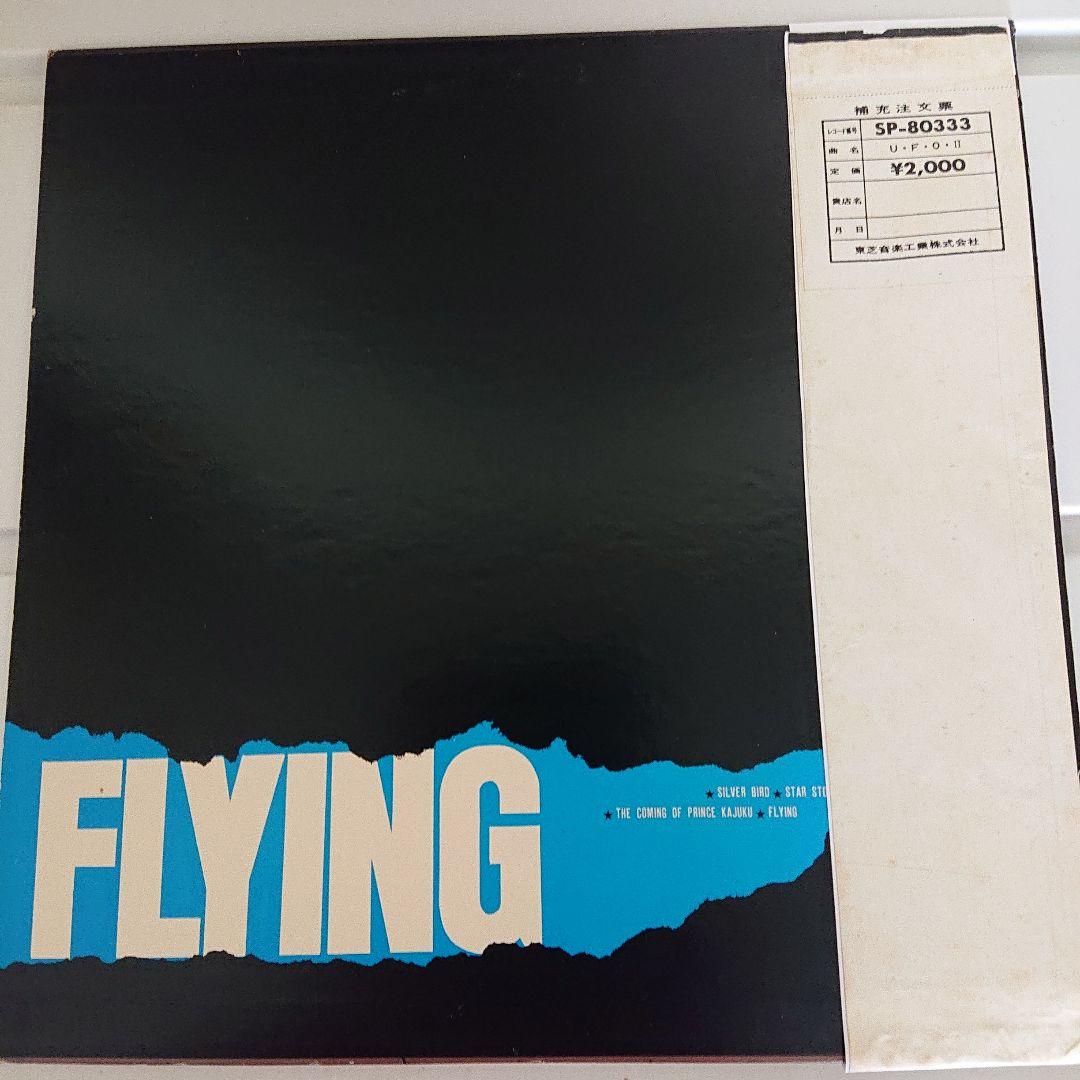 補充注文票
レコード番号 SP-80333
曲名 U・F・O・II
定価 ¥2,000
賣店名
月日
東芝音楽工業株式会社
FLYING
★ SILVER BIRD ★ STAR STO
★ THE COMING OF PRINCE KAJUKU ★ FLYING